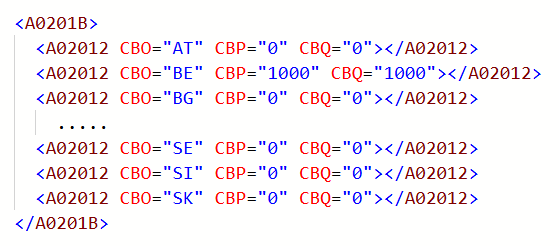 <A0201B>
<A02012 CBO="AT" CBP="0" CBQ="0"></A02012>
<A02012 CBO="BE" CBP="1000" CBQ="1000"></A02012>
<A02012 CBO="BG" CBP="0" CBQ="0"></A02012>
.....
<A02012 CBO="SE" CBP="0" CBQ="0"></A02012>
<A02012 CBO="SI" CBP="0" CBQ="0"></A02012>
<A02012 CBO="SK" CBP="0" CBQ="0"></A02012>
</A0201B>